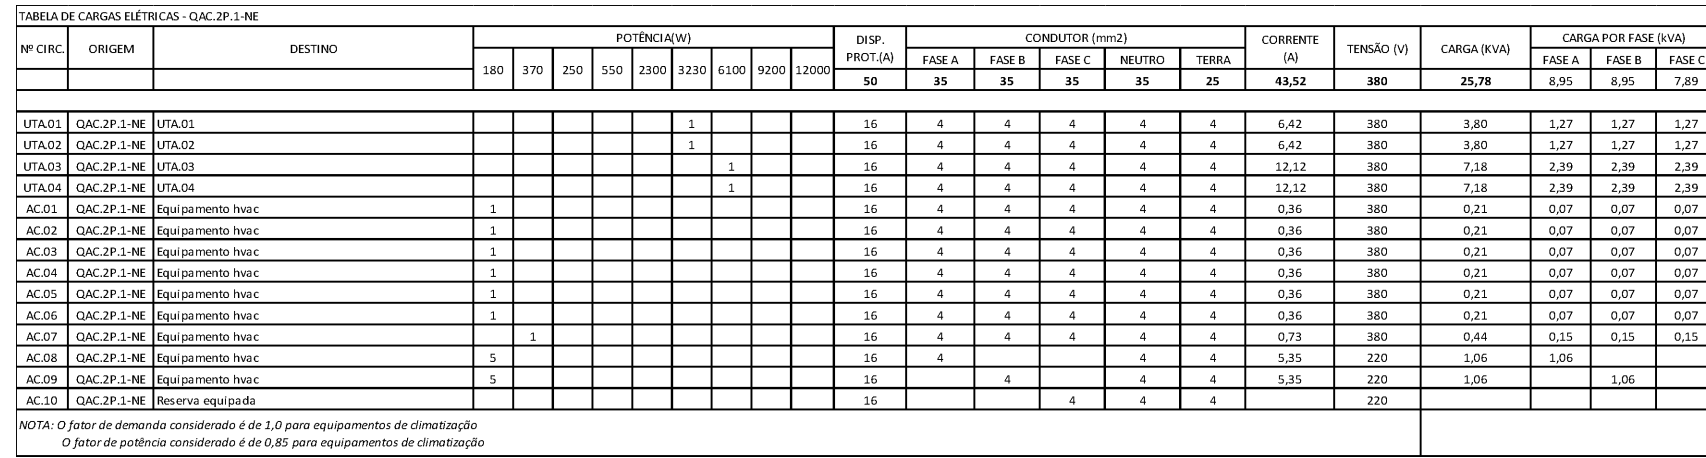 TABELA DE CARGAS ELÉTRICAS - QAC.2P.1-NE
Nº CIRC. ORIGEM DESTINO POTÊNCIA(W) DISP. PROT.(A) CONDUTOR (mm2) CORRENTE (A) TENSÃO (V) CARGA (KVA) CARGA POR FASE (kVA)
180 370 250 550 2300 3230 6100 9200 12000 FASE A FASE B FASE C NEUTRO TERRA FASE A FASE B FASE C
50 35 35 35 35 25 43,52 380 25,78 8,95 8,95 7,89
UTA.01 QAC.2P.1-NE UTA.01 1 16 4 4 4 4 4 6,42 380 3,80 1,27 1,27 1,27
UTA.02 QAC.2P.1-NE UTA.02 1 16 4 4 4 4 4 6,42 380 3,80 1,27 1,27 1,27
UTA.03 QAC.2P.1-NE UTA.03 1 16 4 4 4 4 4 12,12 380 7,18 2,39 2,39 2,39
UTA.04 QAC.2P.1-NE UTA.04 1 16 4 4 4 4 4 12,12 380 7,18 2,39 2,39 2,39
AC.01 QAC.2P.1-NE Equipamento hvac 1 16 4 4 4 4 4 0,36 380 0,21 0,07 0,07 0,07
AC.02 QAC.2P.1-NE Equipamento hvac 1 16 4 4 4 4 4 0,36 380 0,21 0,07 0,07 0,07
AC.03 QAC.2P.1-NE Equipamento hvac 1 16 4 4 4 4 4 0,36 380 0,21 0,07 0,07 0,07
AC.04 QAC.2P.1-NE Equipamento hvac 1 16 4 4 4 4 4 0,36 380 0,21 0,07 0,07 0,07
AC.05 QAC.2P.1-NE Equipamento hvac 1 16 4 4 4 4 4 0,36 380 0,21 0,07 0,07 0,07
AC.06 QAC.2P.1-NE Equipamento hvac 1 16 4 4 4 4 4 0,36 380 0,21 0,07 0,07 0,07
AC.07 QAC.2P.1-NE Equipamento hvac 1 16 4 4 4 4 4 0,73 380 0,44 0,15 0,15 0,15
AC.08 QAC.2P.1-NE Equipamento hvac 5 16 4 4 4 5,35 220 1,06 1,06
AC.09 QAC.2P.1-NE Equipamento hvac 5 16 4 4 4 5,35 220 1,06 1,06
AC.10 QAC.2P.1-NE Reserva equipada 16 4 4 4 220
NOTA: O fator de demanda considerado é de 1,0 para equipamentos de climatização
O fator de potência considerado é de 0,85 para equipamentos de climatização